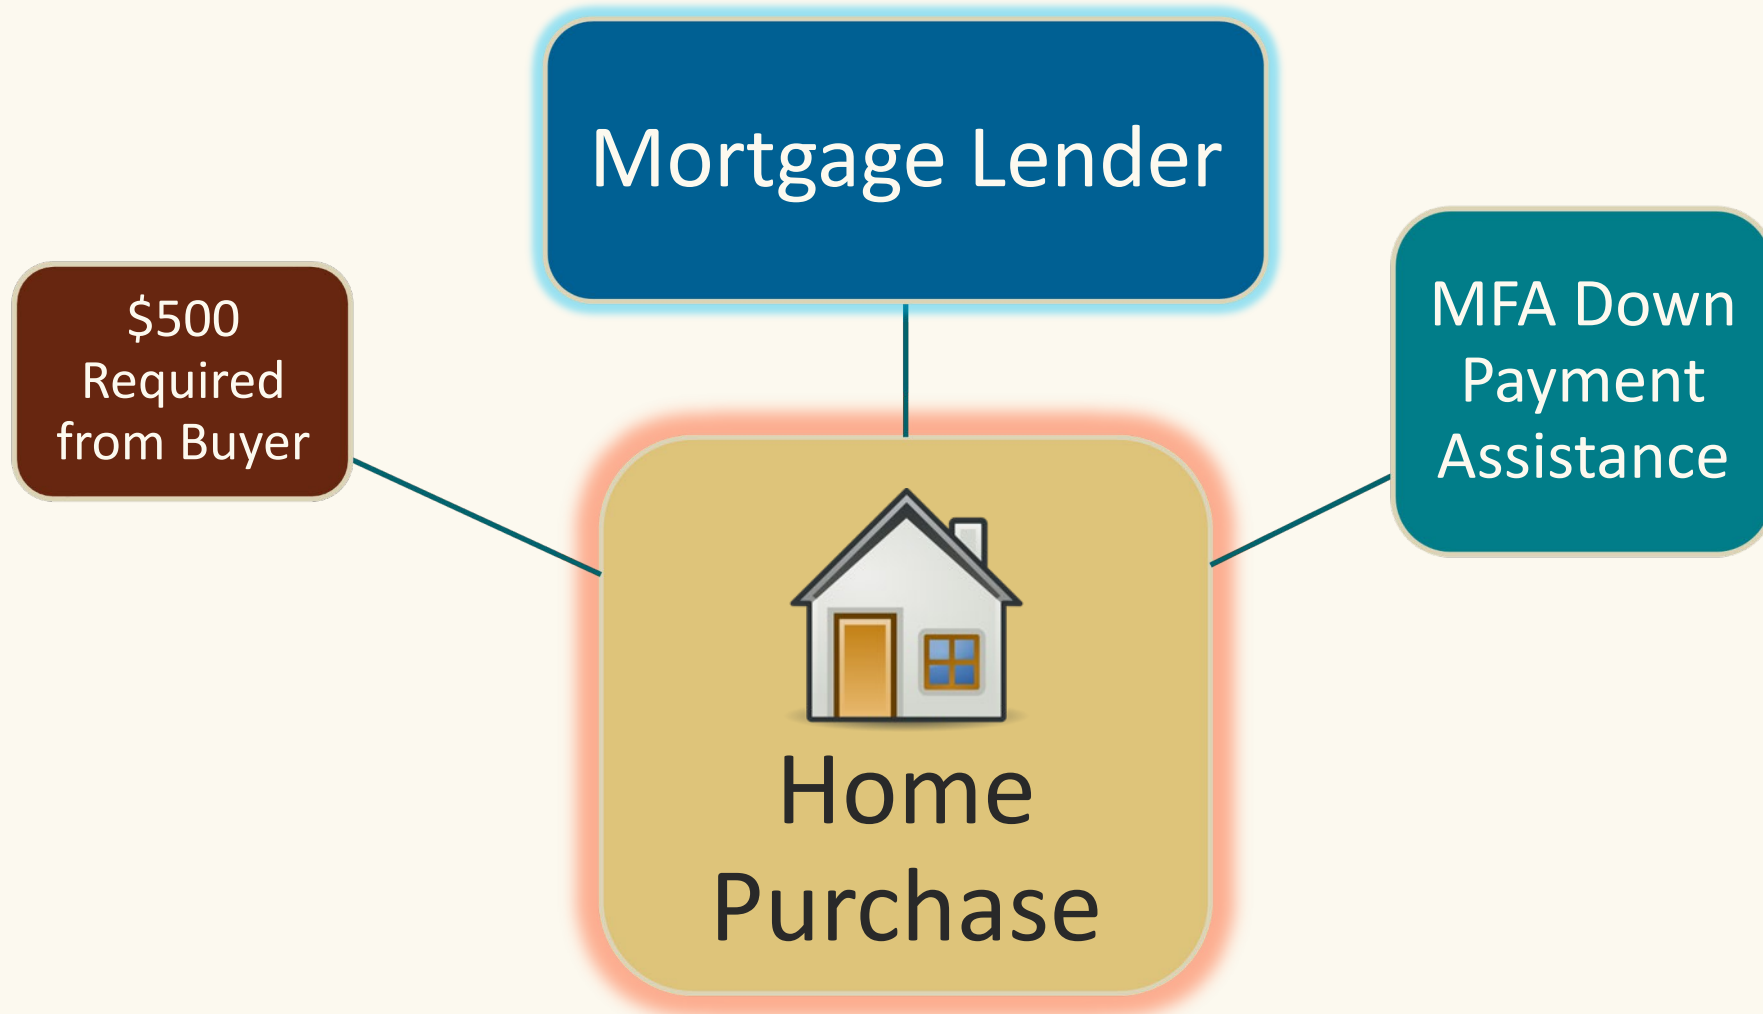 Mortgage Lender
$500
Required
from Buyer
MFA Down
Payment
Assistance
Home
Purchase